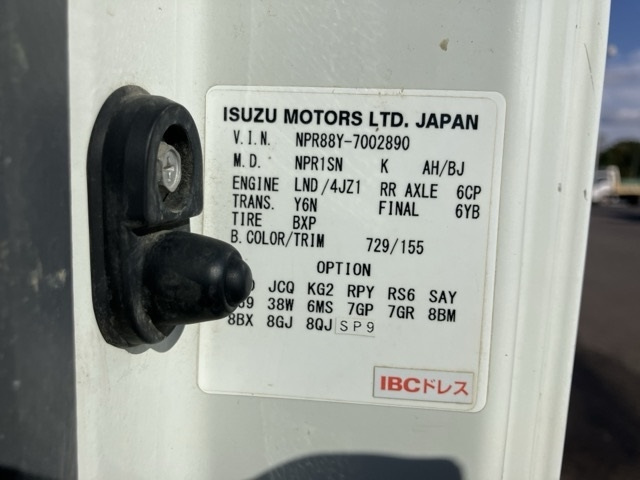 ISUZU MOTORS LTD. JAPAN
V.I.N. NPR88Y-7002890
M.D. NPR1SN K AH/BJ
ENGINE LND/4JZ1 RR AXLE 6CP
TRANS. Y6N FINAL 6YB
TIRE BXP
B.COLOR/TRIM 729/155
OPTION
JCQ KG2 RPY RS6 SAY
38W 6MS 7GP 7GR 8BM
8BX 8GJ 8QJ SP9
IBCドレス